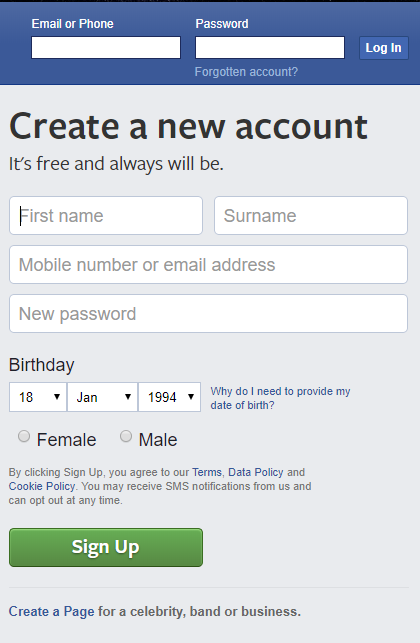 Email or Phone
Password
Log In
Forgotten account?
Create a new account
It's free and always will be.
First name
Surname
Mobile number or email address
New password
Birthday
18
Jan
1994
Why do I need to provide my
date of birth?
Female
Male
By clicking Sign Up, you agree to our Terms, Data Policy and
Cookie Policy. You may receive SMS notifications from us and
can opt out at any time.
Sign Up
Create a Page for a celebrity, band or business.